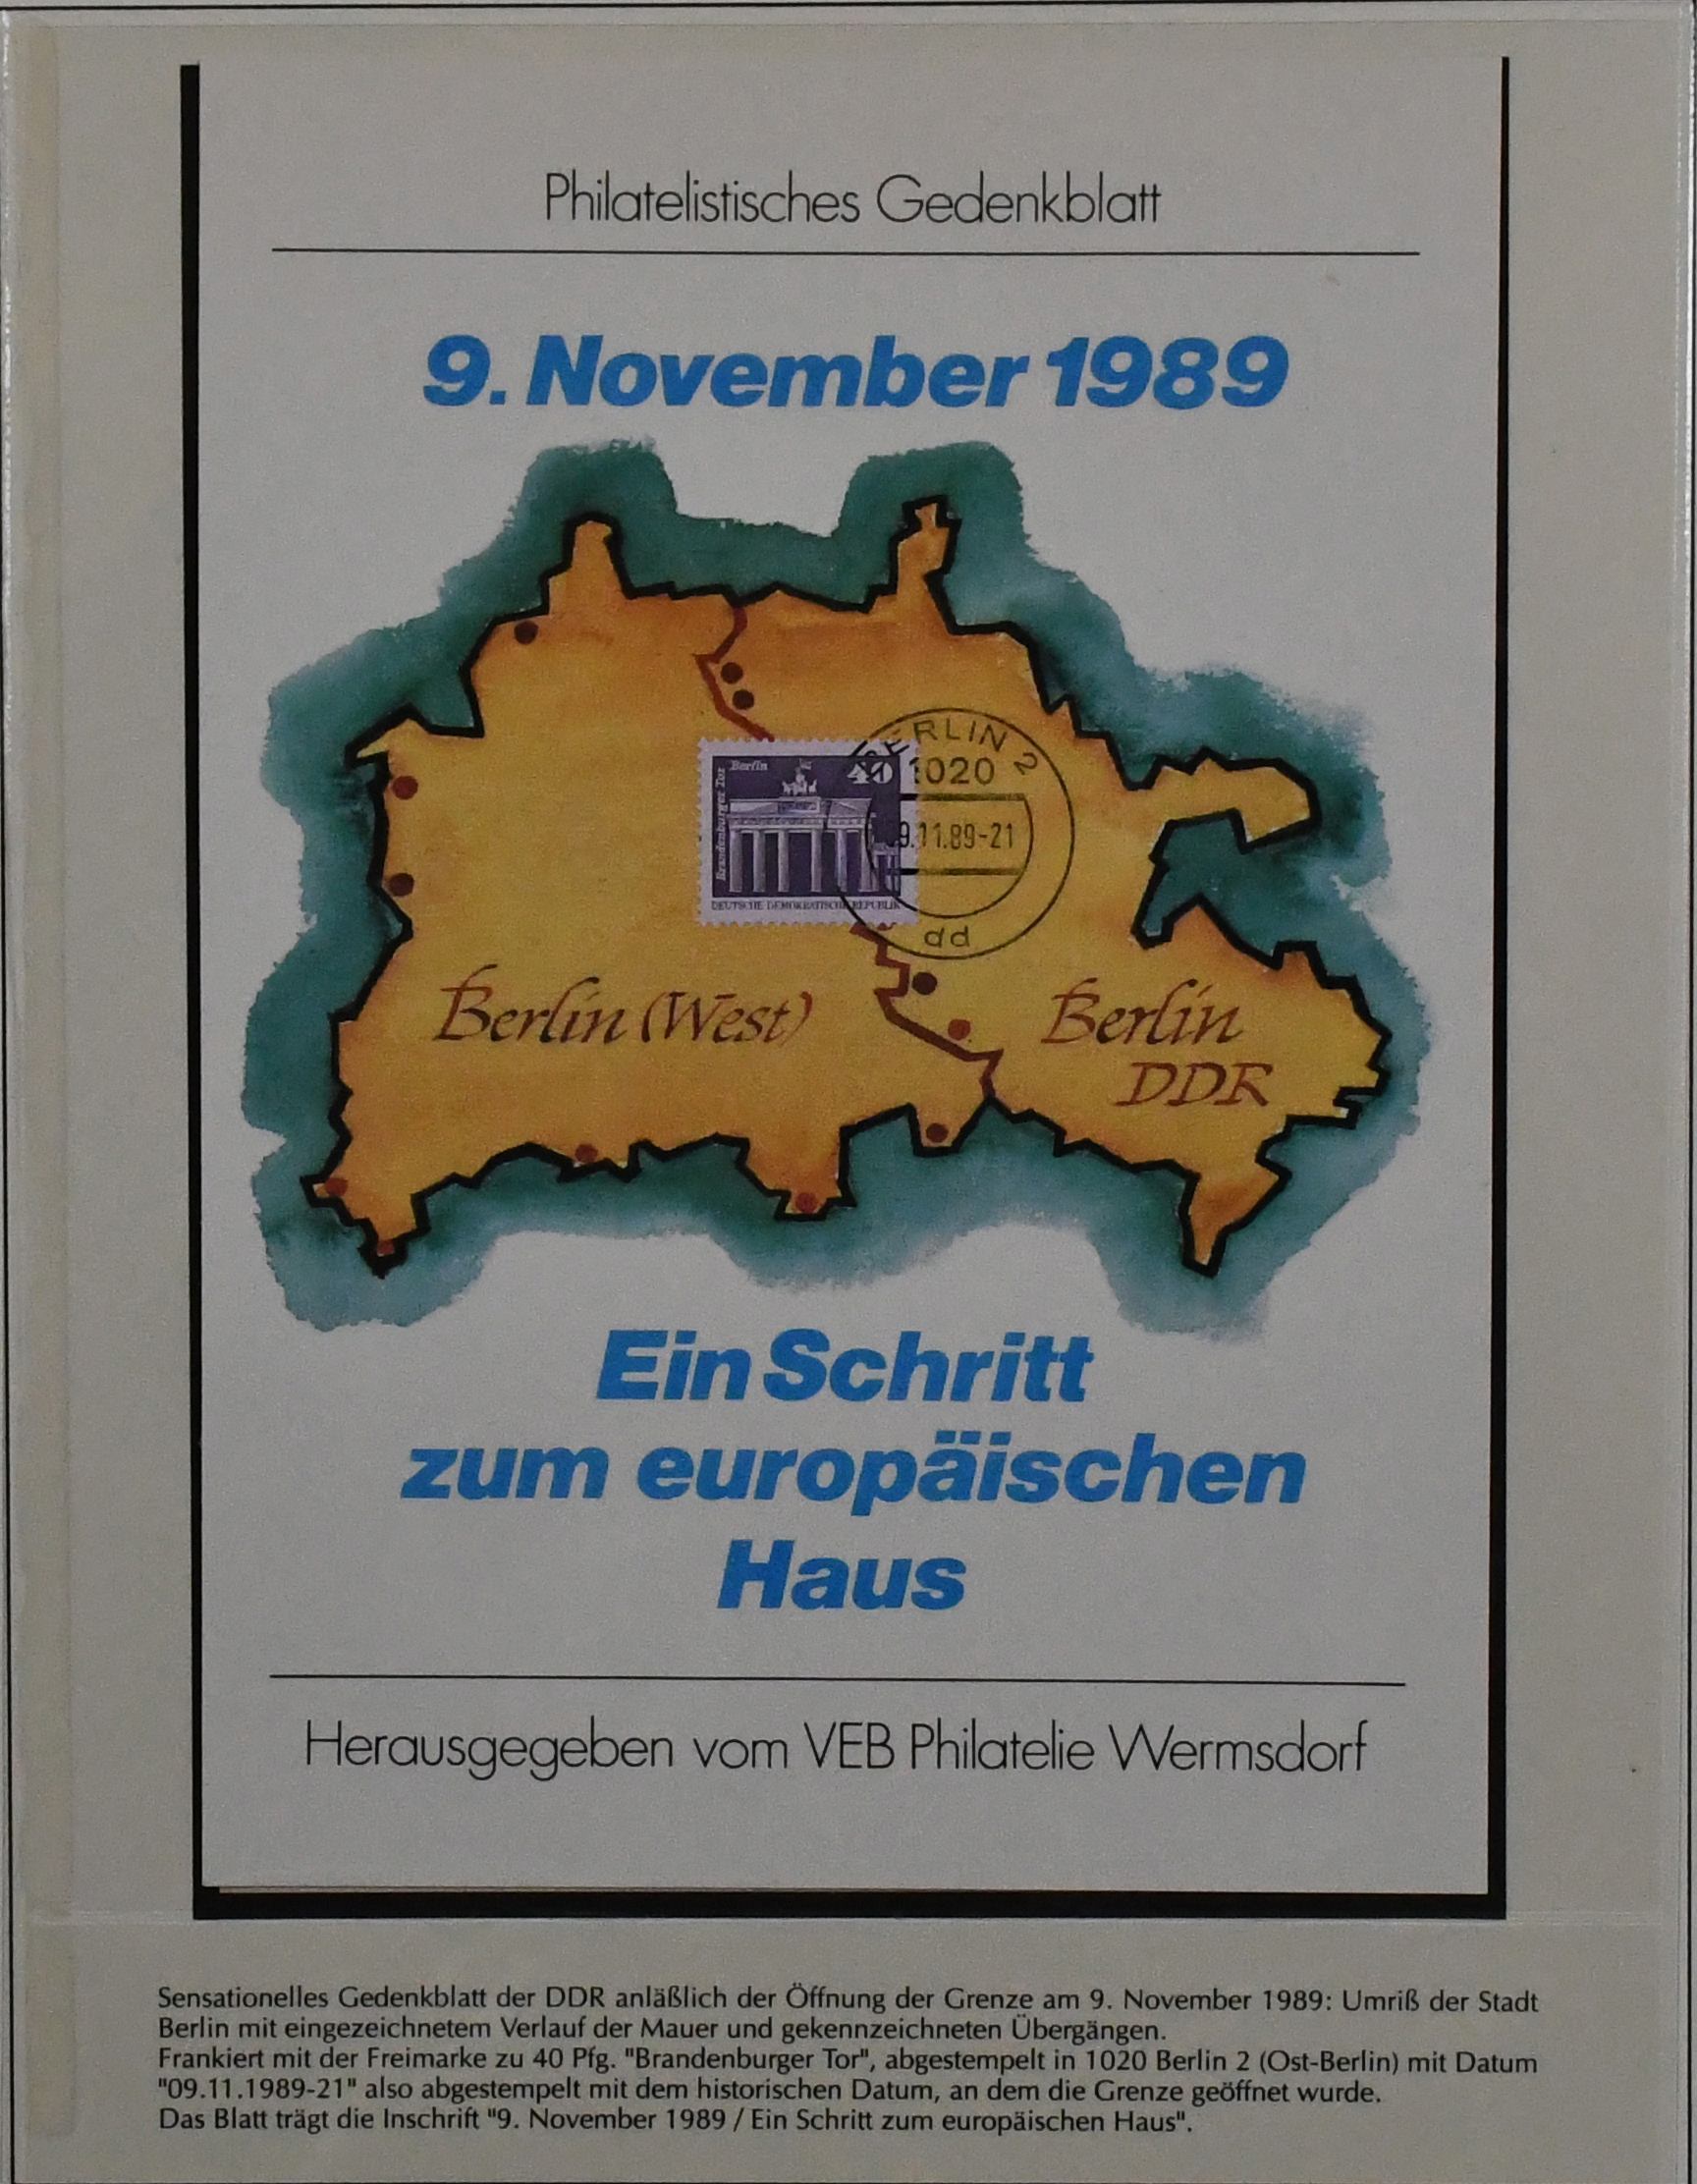 Philatelistisches Gedenkblatt
9. November 1989
BERLIN 2
1020
9.11.89-21
dd
Berlin
40
Brandenburger Tor
DEUTSCHE DEMOKRATISCHE REPUBLIK
Berlin (West)
Berlin
DDR
Ein Schritt
zum europäischen
Haus
Herausgegeben vom VEB Philatelie Wermsdorf
Sensationelles Gedenkblatt der DDR anläßlich der Öffnung der Grenze am 9. November 1989: Umriß der Stadt
Berlin mit eingezeichnetem Verlauf der Mauer und gekennzeichneten Übergängen.
Frankiert mit der Freimarke zu 40 Pfg. "Brandenburger Tor", abgestempelt in 1020 Berlin 2 (Ost-Berlin) mit Datum
"09.11.1989-21" also abgestempelt mit dem historischen Datum, an dem die Grenze geöffnet wurde.
Das Blatt trägt die Inschrift "9. November 1989 / Ein Schritt zum europäischen Haus".